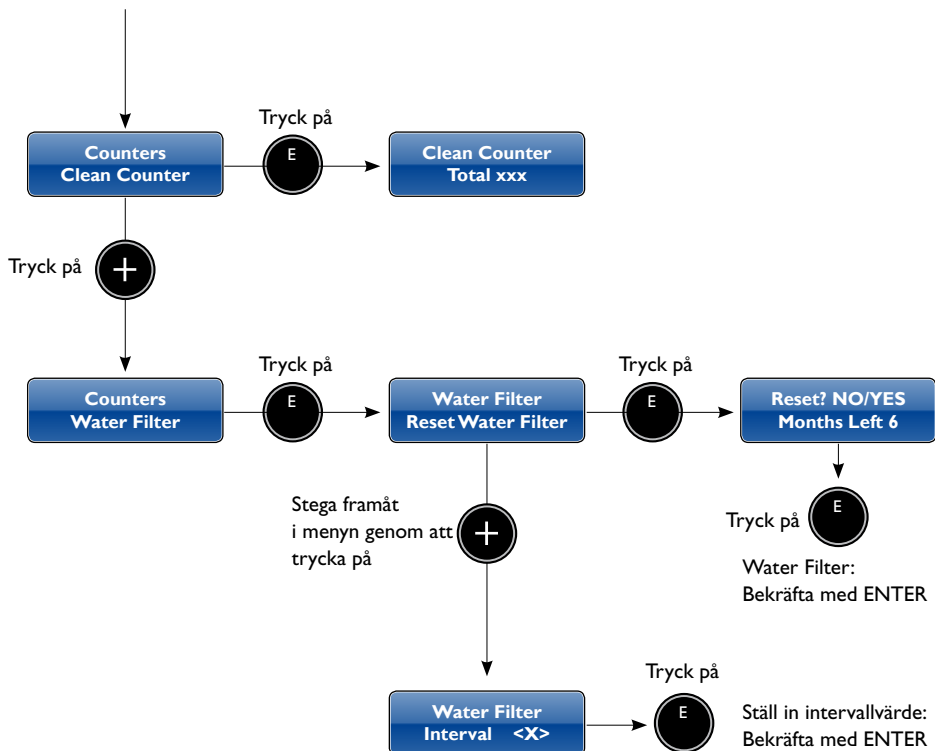 Tryck på
Counters
Clean Counter
E
Clean Counter
Total xxx
Tryck på
+
Tryck på
Tryck på
Counters
Water Filter
E
Water Filter
Reset Water Filter
E
Reset? NO/YES
Months Left 6
Stega framåt
i menyn genom att
trycka på
+
Tryck på
E
Water Filter:
Bekräfta med ENTER
Tryck på
Water Filter
Interval <X>
E
Ställ in intervallvärde:
Bekräfta med ENTER